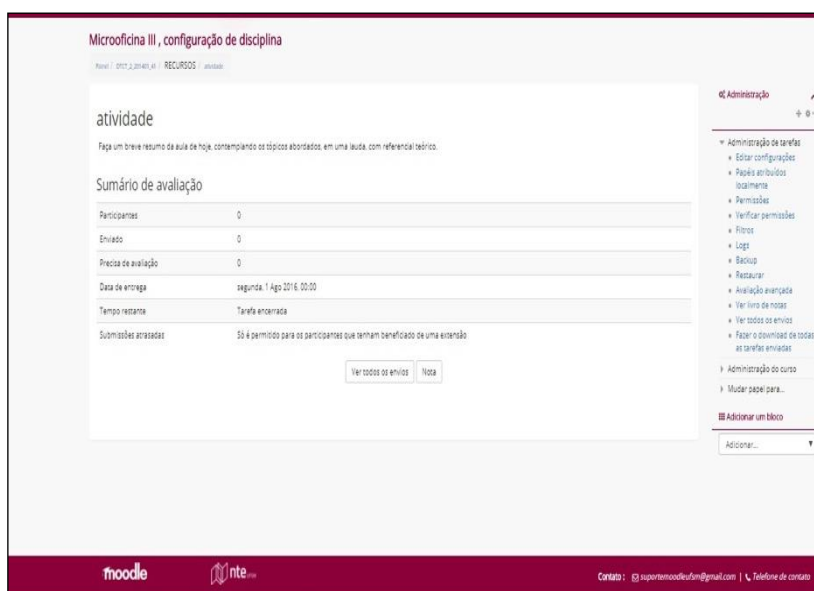 Microoficina III , configuração de disciplina
RECURSOS / atividade
atividade
Faça um breve resumo da aula de hoje, contemplando os tópicos abordados, em uma lauda, com referencial teórico.
Sumário de avaliação
Participantes 0
Enviado 0
Precisa de avaliação 0
Data de entrega segunda, 1 Ago 2016, 00:00
Tempo restante Tarefa encerrada
Submissões atrasadas Só é permitido para os participantes que tenham beneficiado de uma extensão
Ver todos os envios Nota
Administração
Administração de tarefas
Editar configurações
Papéis atribuídos
localmente
Permissões
Verificar permissões
Filtros
Logs
Backup
Restaurar
Avaliação avançada
Ver livro de notas
Ver todos os envios
Fazer o download de todas
as tarefas enviadas
Administração do curso
Mudar papel para...
Adicionar um bloco
Adicionar...
moodle
nte
Contato : suportemoodleufsm@gmail.com | Telefone de contato